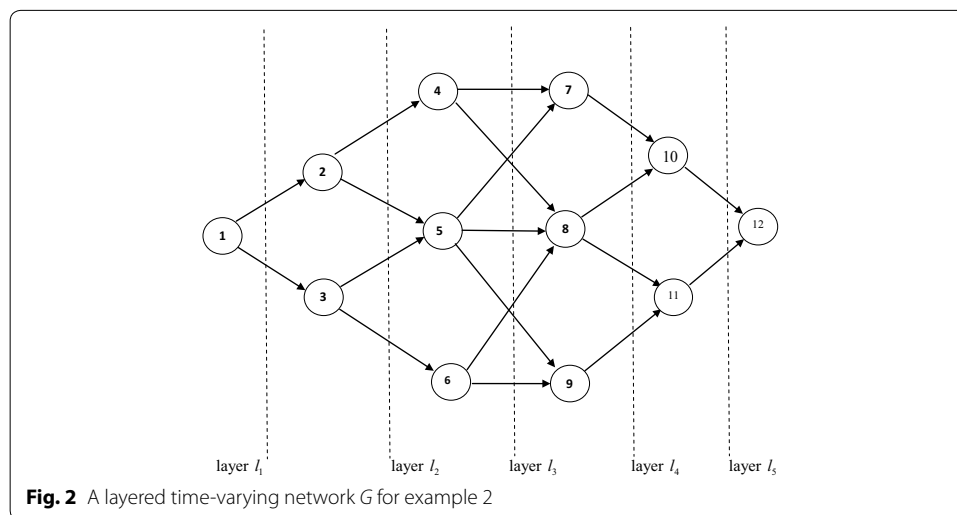 4
7
2
10
1
5
8
12
3
11
6
9
layer l1
layer l2
layer l3
layer l4
layer l5
Fig. 2 A layered time-varying network G for example 2